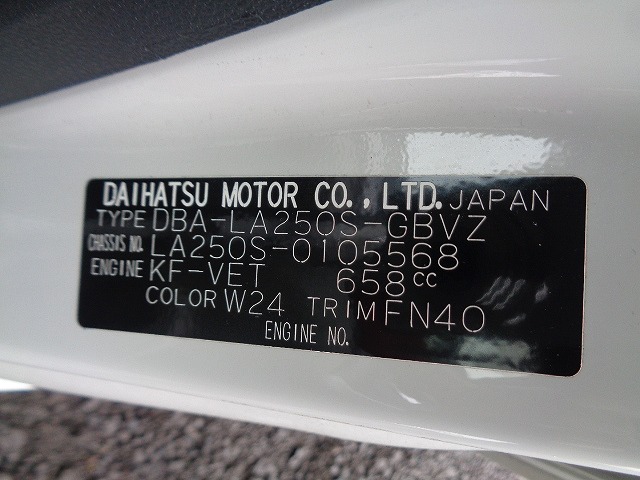 DAIHATSU MOTOR CO., LTD. JAPAN
TYPE DBA-LA250S-GBVZ
CHASSIS NO. LA250S-0105568
ENGINE KF-VET 658cc
COLOR W24 TRIM FN40
ENGINE NO.